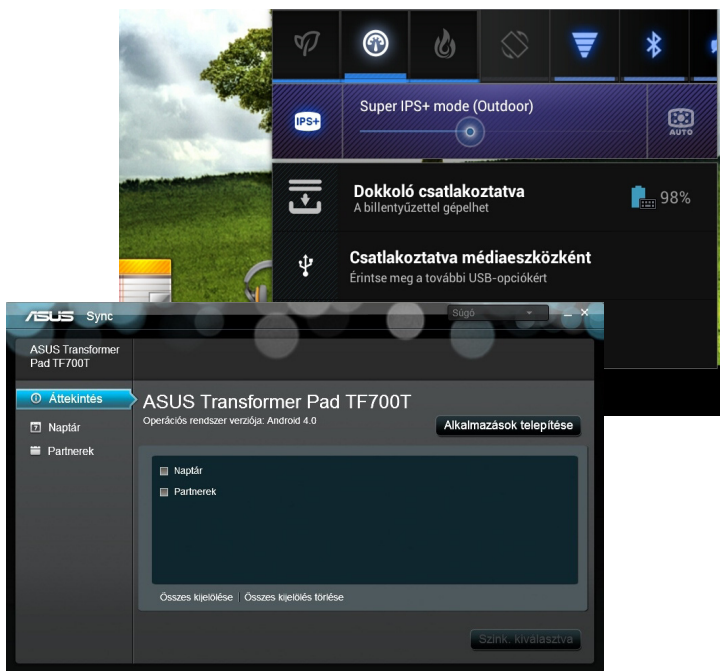 IPS+
Super IPS+ mode (Outdoor)
AUTO
Dokkoló csatlakoztatva
A billentyűzettel gépelhet
98%
Csatlakoztatva médiaeszközként
Érintse meg a további USB-opciókért
ASUS Sync
Súgó
ASUS Transformer
Pad TF700T
Áttekintés
Naptár
Partnerek
ASUS Transformer Pad TF700T
Operációs rendszer verziója: Android 4.0
Alkalmazások telepítése
Naptár
Partnerek
Összes kijelölése Összes kijelölés törlése
Szink. kiválasztva